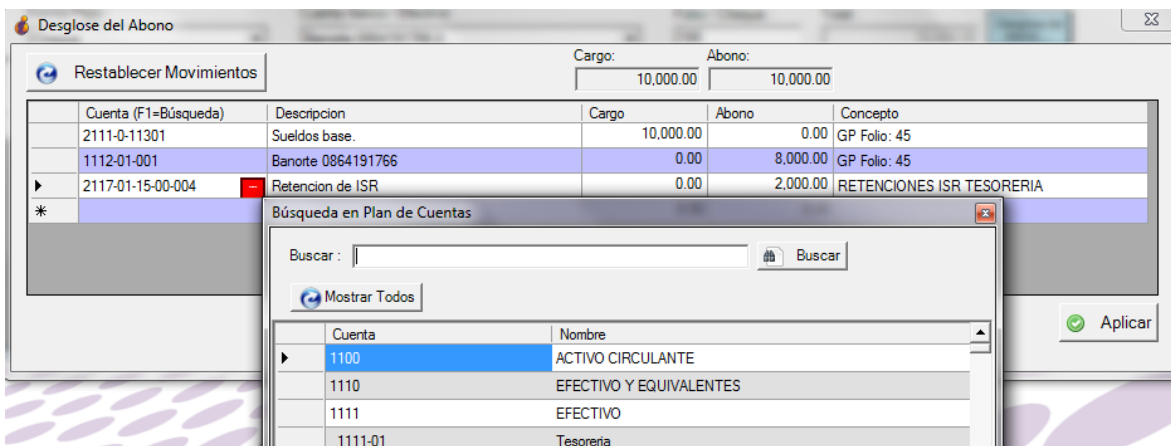 Desglose del Abono
Restablecer Movimientos
Cargo: Abono:
10,000.00 10,000.00
Cuenta (F1=Búsqueda) Descripcion Cargo Abono Concepto
2111-0-11301 Sueldos base. 10,000.00 0.00 GP Folio: 45
1112-01-001 Banorte 0864191766 0.00 8,000.00 GP Folio: 45
2117-01-15-00-004 Retencion de ISR 0.00 2,000.00 RETENCIONES ISR TESORERIA
Búsqueda en Plan de Cuentas
Buscar : Buscar
Mostrar Todos
Aplicar
Cuenta Nombre
1100 ACTIVO CIRCULANTE
1110 EFECTIVO Y EQUIVALENTES
1111 EFECTIVO
1111-01 Tesoreria